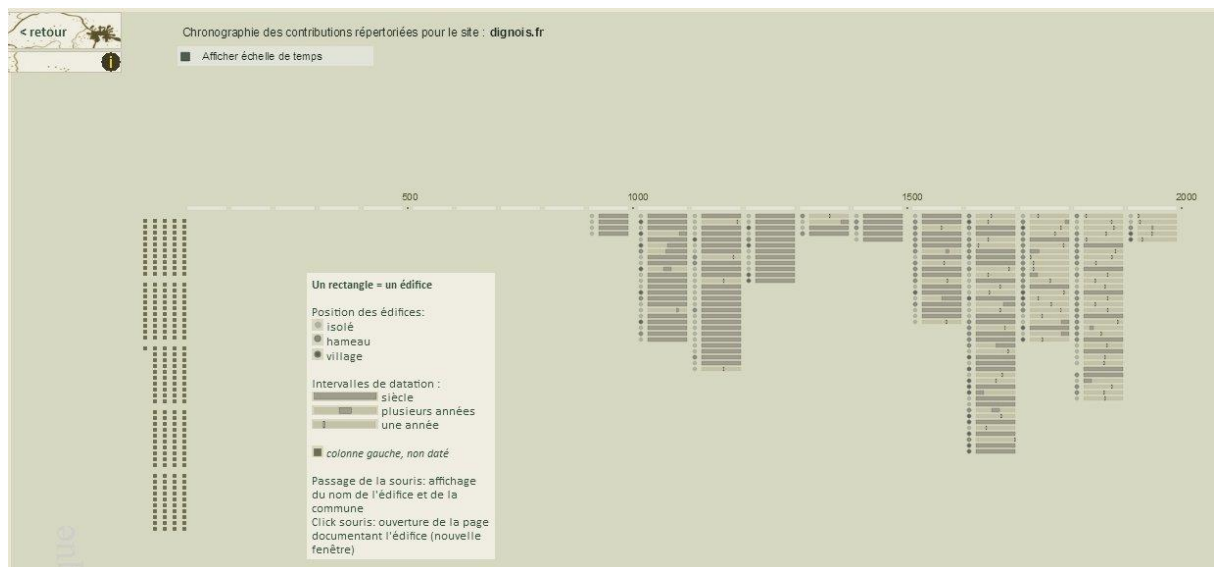 < retour
i
Chronographie des contributions répertoriées pour le site : dignois.fr
Afficher échelle de temps
500
1000
1500
2000
Un rectangle = un édifice
Position des édifices:
isolé
hameau
village
Intervalles de datation :
siècle
plusieurs années
une année
colonne gauche, non daté
Passage de la souris: affichage
du nom de l'édifice et de la
commune
Click souris: ouverture de la page
documentant l'édifice (nouvelle
fenêtre)
que